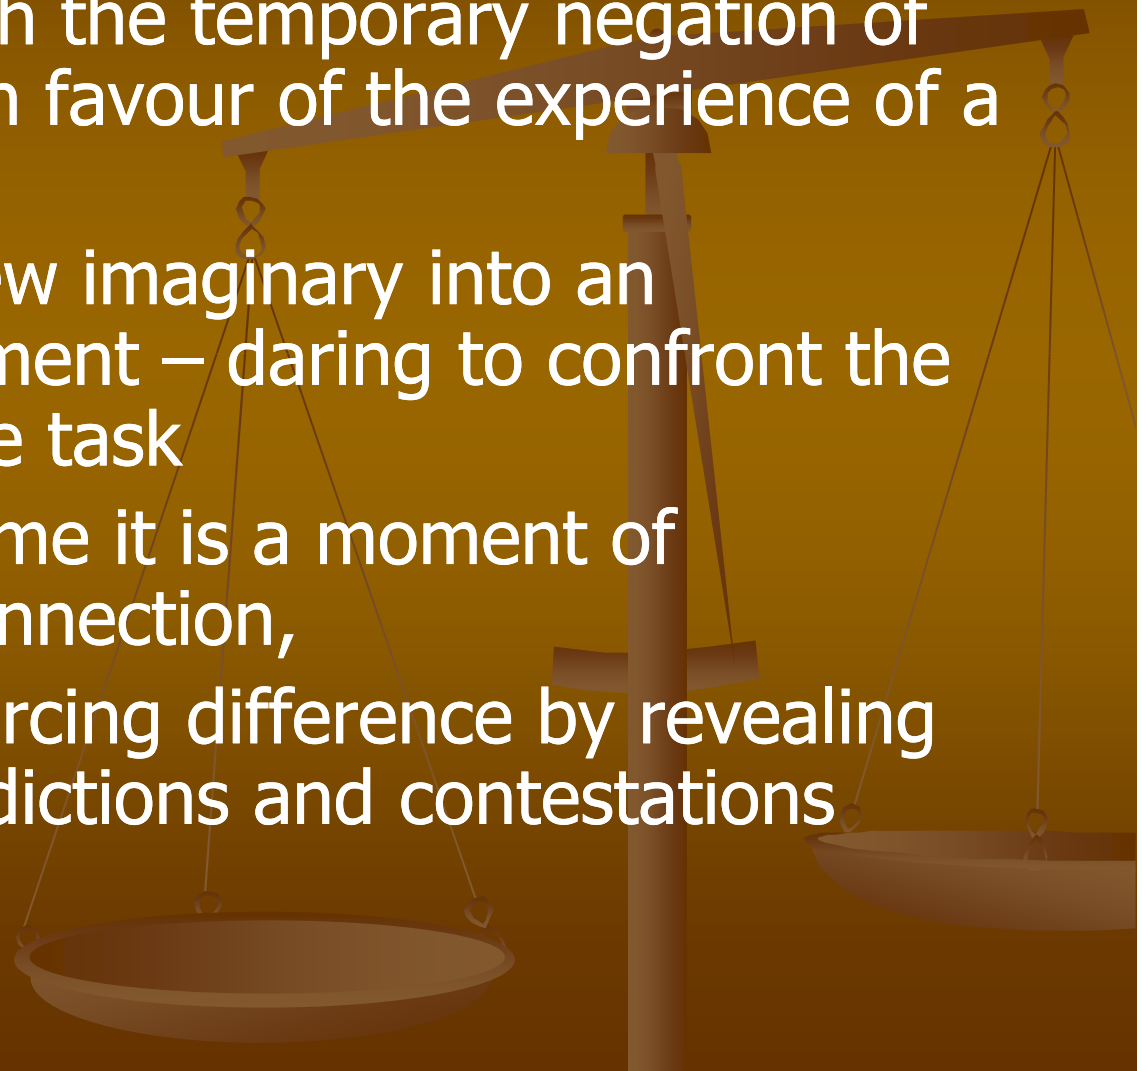 h the temporary negation of
n favour of the experience of a
ew imaginary into an
ment – daring to confront the
e task
me it is a moment of
nnection,
rcing difference by revealing
dictions and contestations